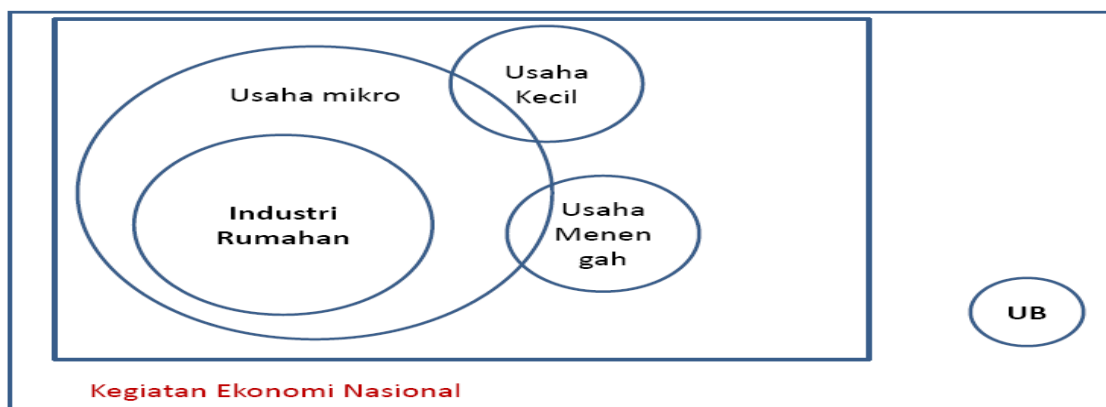 Usaha
Kecil
Usaha mikro
Industri
Rumahan
Usaha
Menen
gah
UB
Kegiatan Ekonomi Nasional